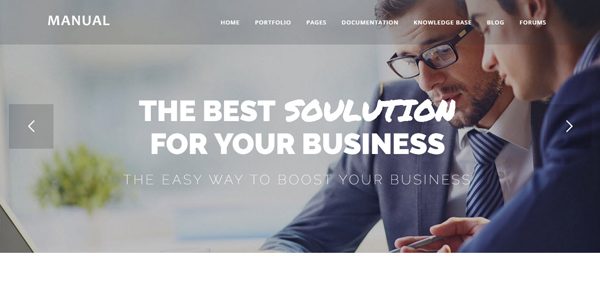 MANUAL
HOME PORTFOLIO PAGES DOCUMENTATION KNOWLEDGE BASE BLOG FORUMS
THE BEST SOULUTION
FOR YOUR BUSINESS
THE EASY WAY TO BOOST YOUR BUSINESS